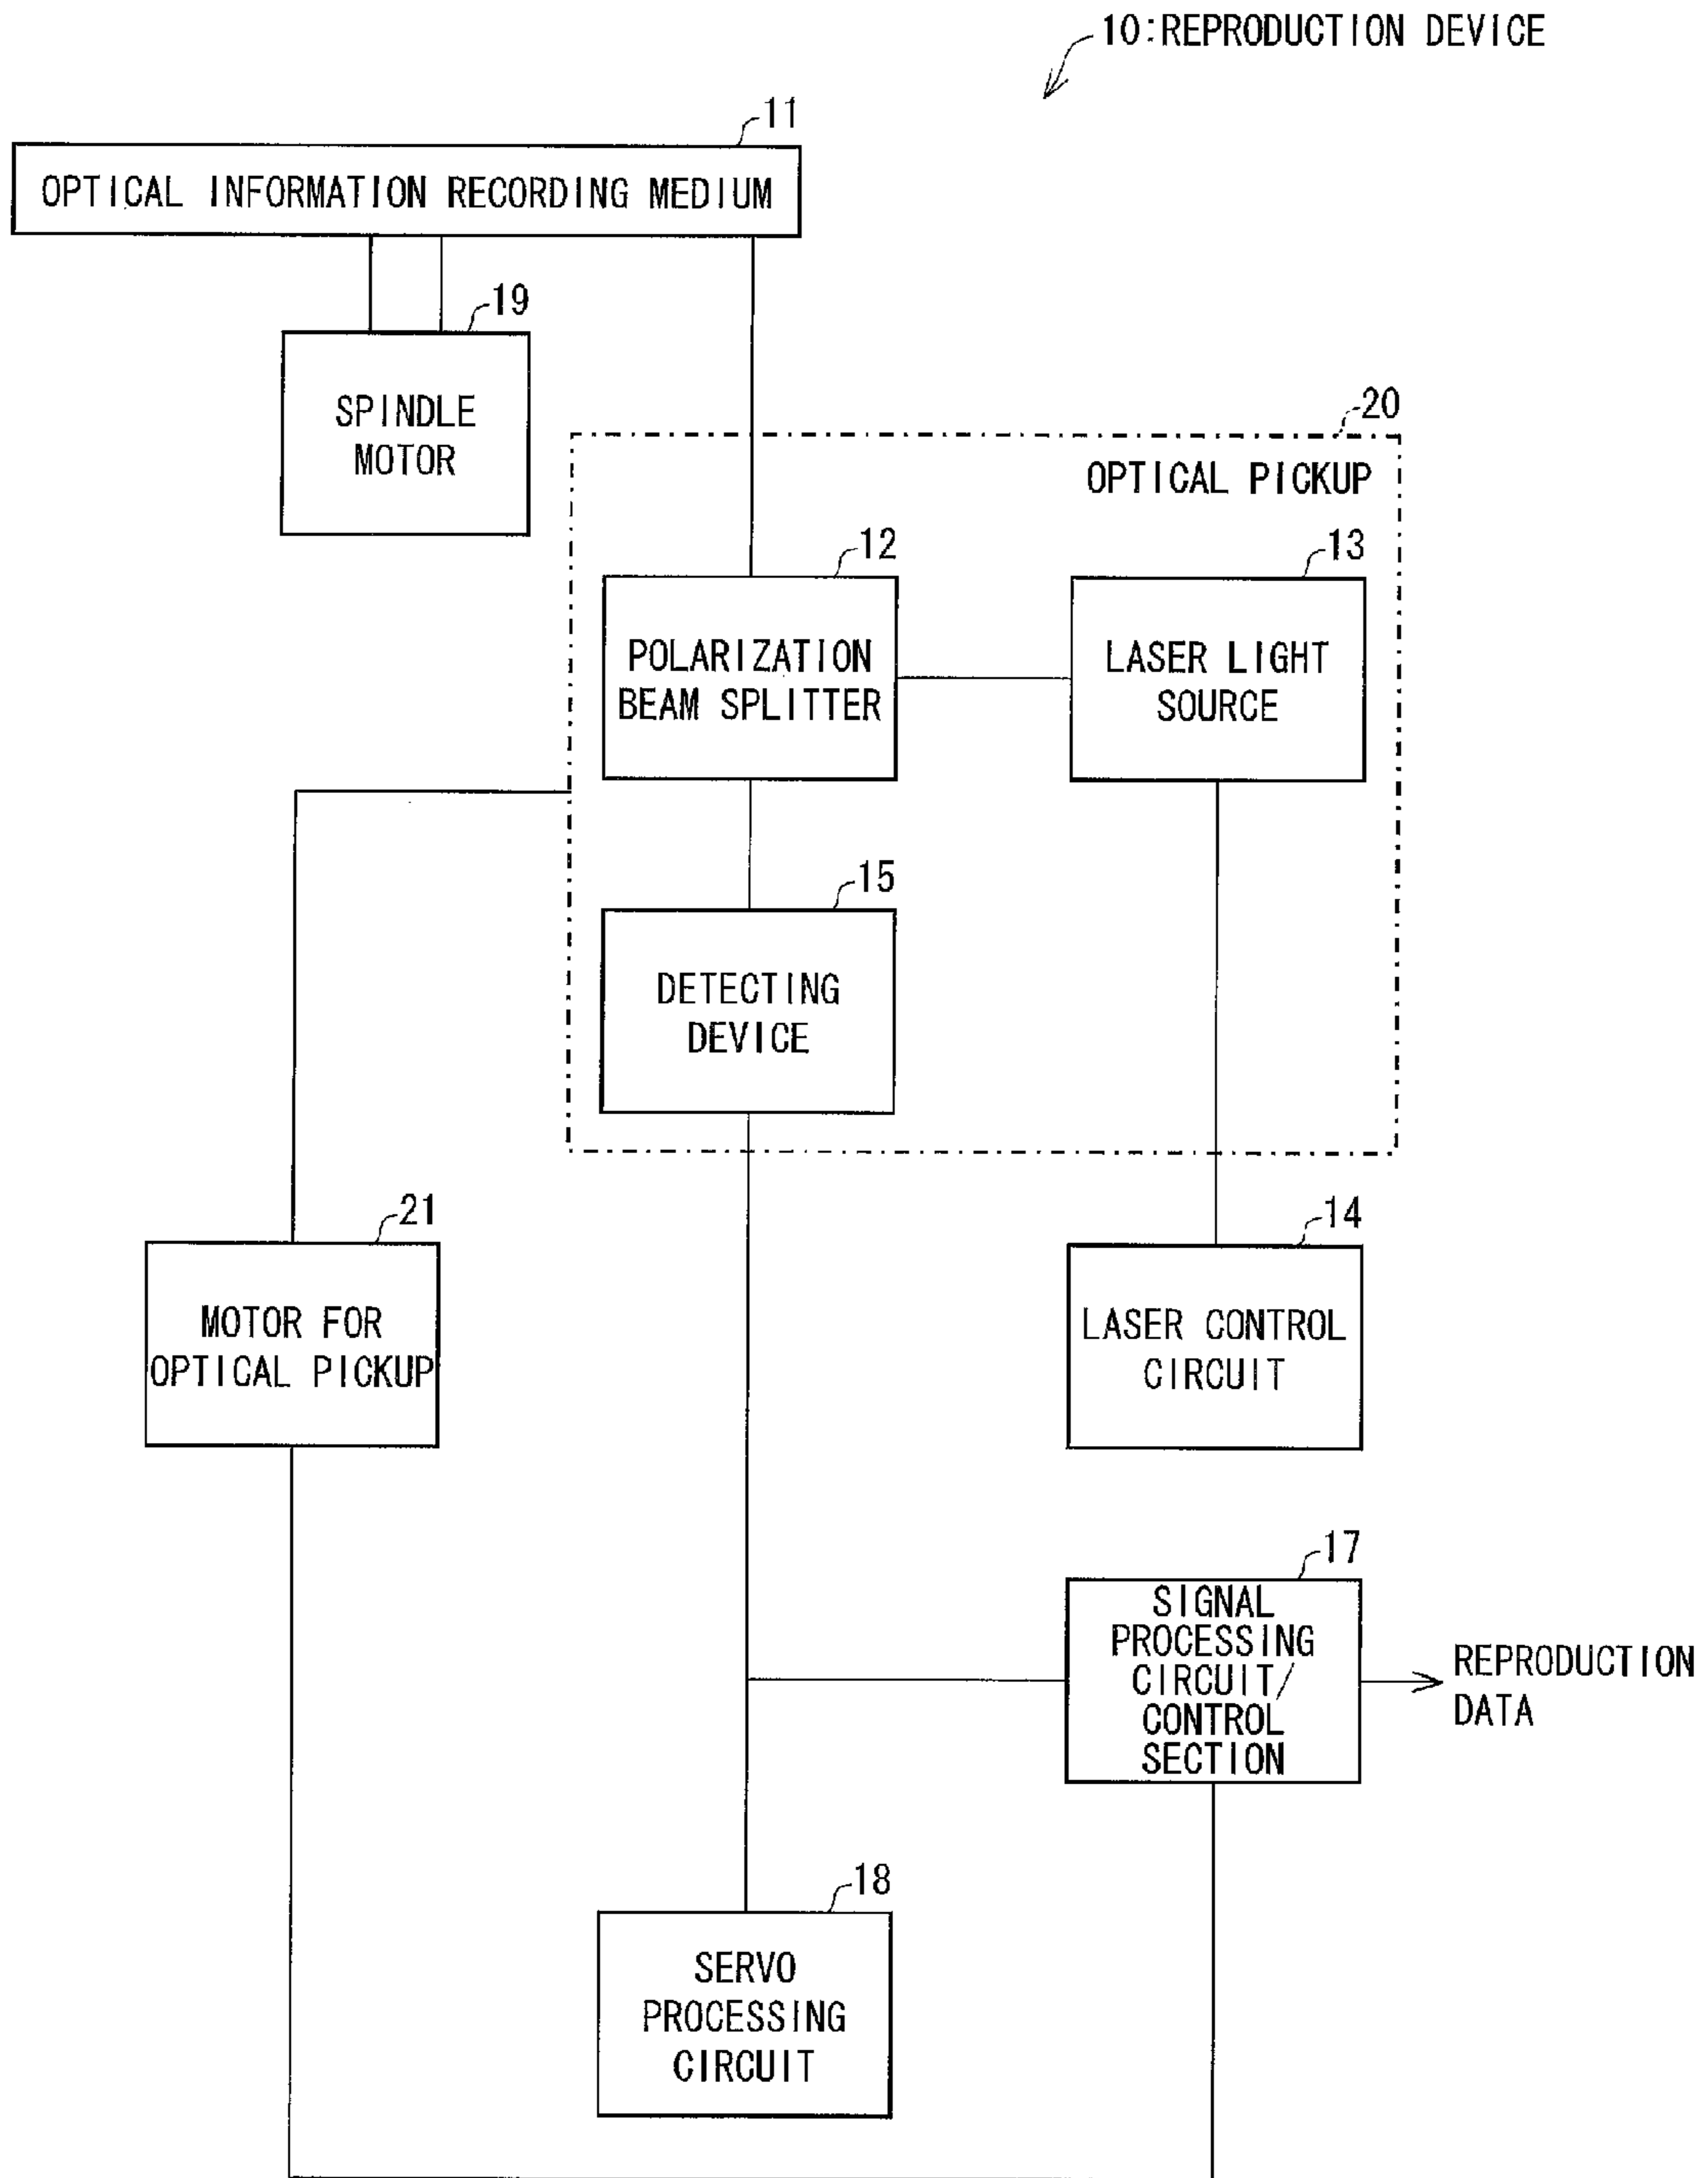 10:REPRODUCTION DEVICE
11
OPTICAL INFORMATION RECORDING MEDIUM
19
SPINDLE
MOTOR
20
OPTICAL PICKUP
12
POLARIZATION
BEAM SPLITTER
13
LASER LIGHT
SOURCE
15
DETECTING
DEVICE
21
MOTOR FOR
OPTICAL PICKUP
14
LASER CONTROL
CIRCUIT
17
SIGNAL
PROCESSING
CIRCUIT/
CONTROL
SECTION
REPRODUCTION
DATA
18
SERVO
PROCESSING
CIRCUIT